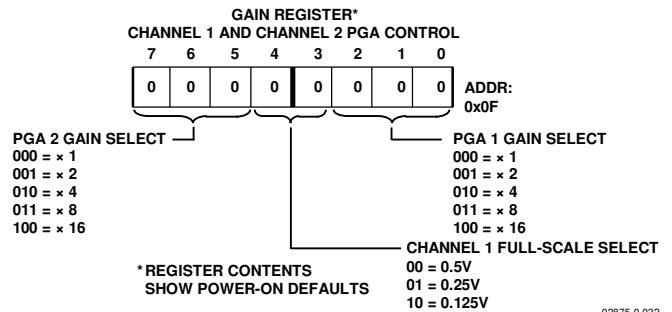 GAIN REGISTER*
CHANNEL 1 AND CHANNEL 2 PGA CONTROL
7 6 5 4 3 2 1 0
0 0 0 0 0 0 0 0 ADDR:
0x0F
PGA 2 GAIN SELECT
000 = × 1
001 = × 2
010 = × 4
011 = × 8
100 = × 16
PGA 1 GAIN SELECT
000 = × 1
001 = × 2
010 = × 4
011 = × 8
100 = × 16
CHANNEL 1 FULL-SCALE SELECT
00 = 0.5V
01 = 0.25V
10 = 0.125V
*REGISTER CONTENTS
SHOW POWER-ON DEFAULTS